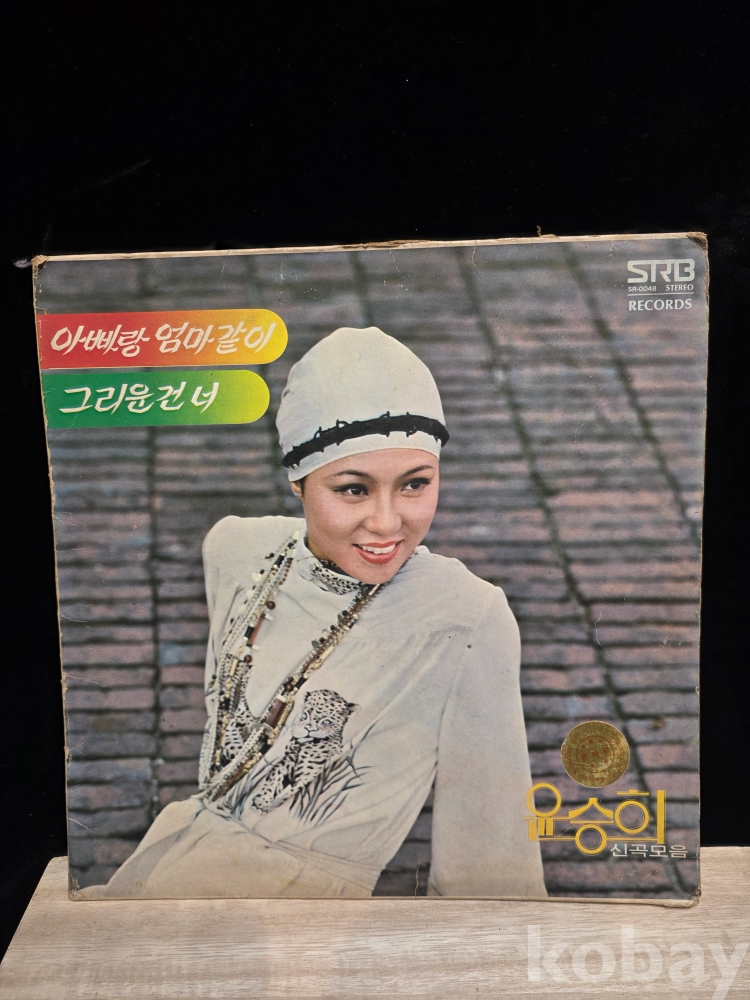 SRB
SR-0048 STEREO
RECORDS
아빠랑 엄마같이
그리운건 너
윤승희
신곡모음
kobay